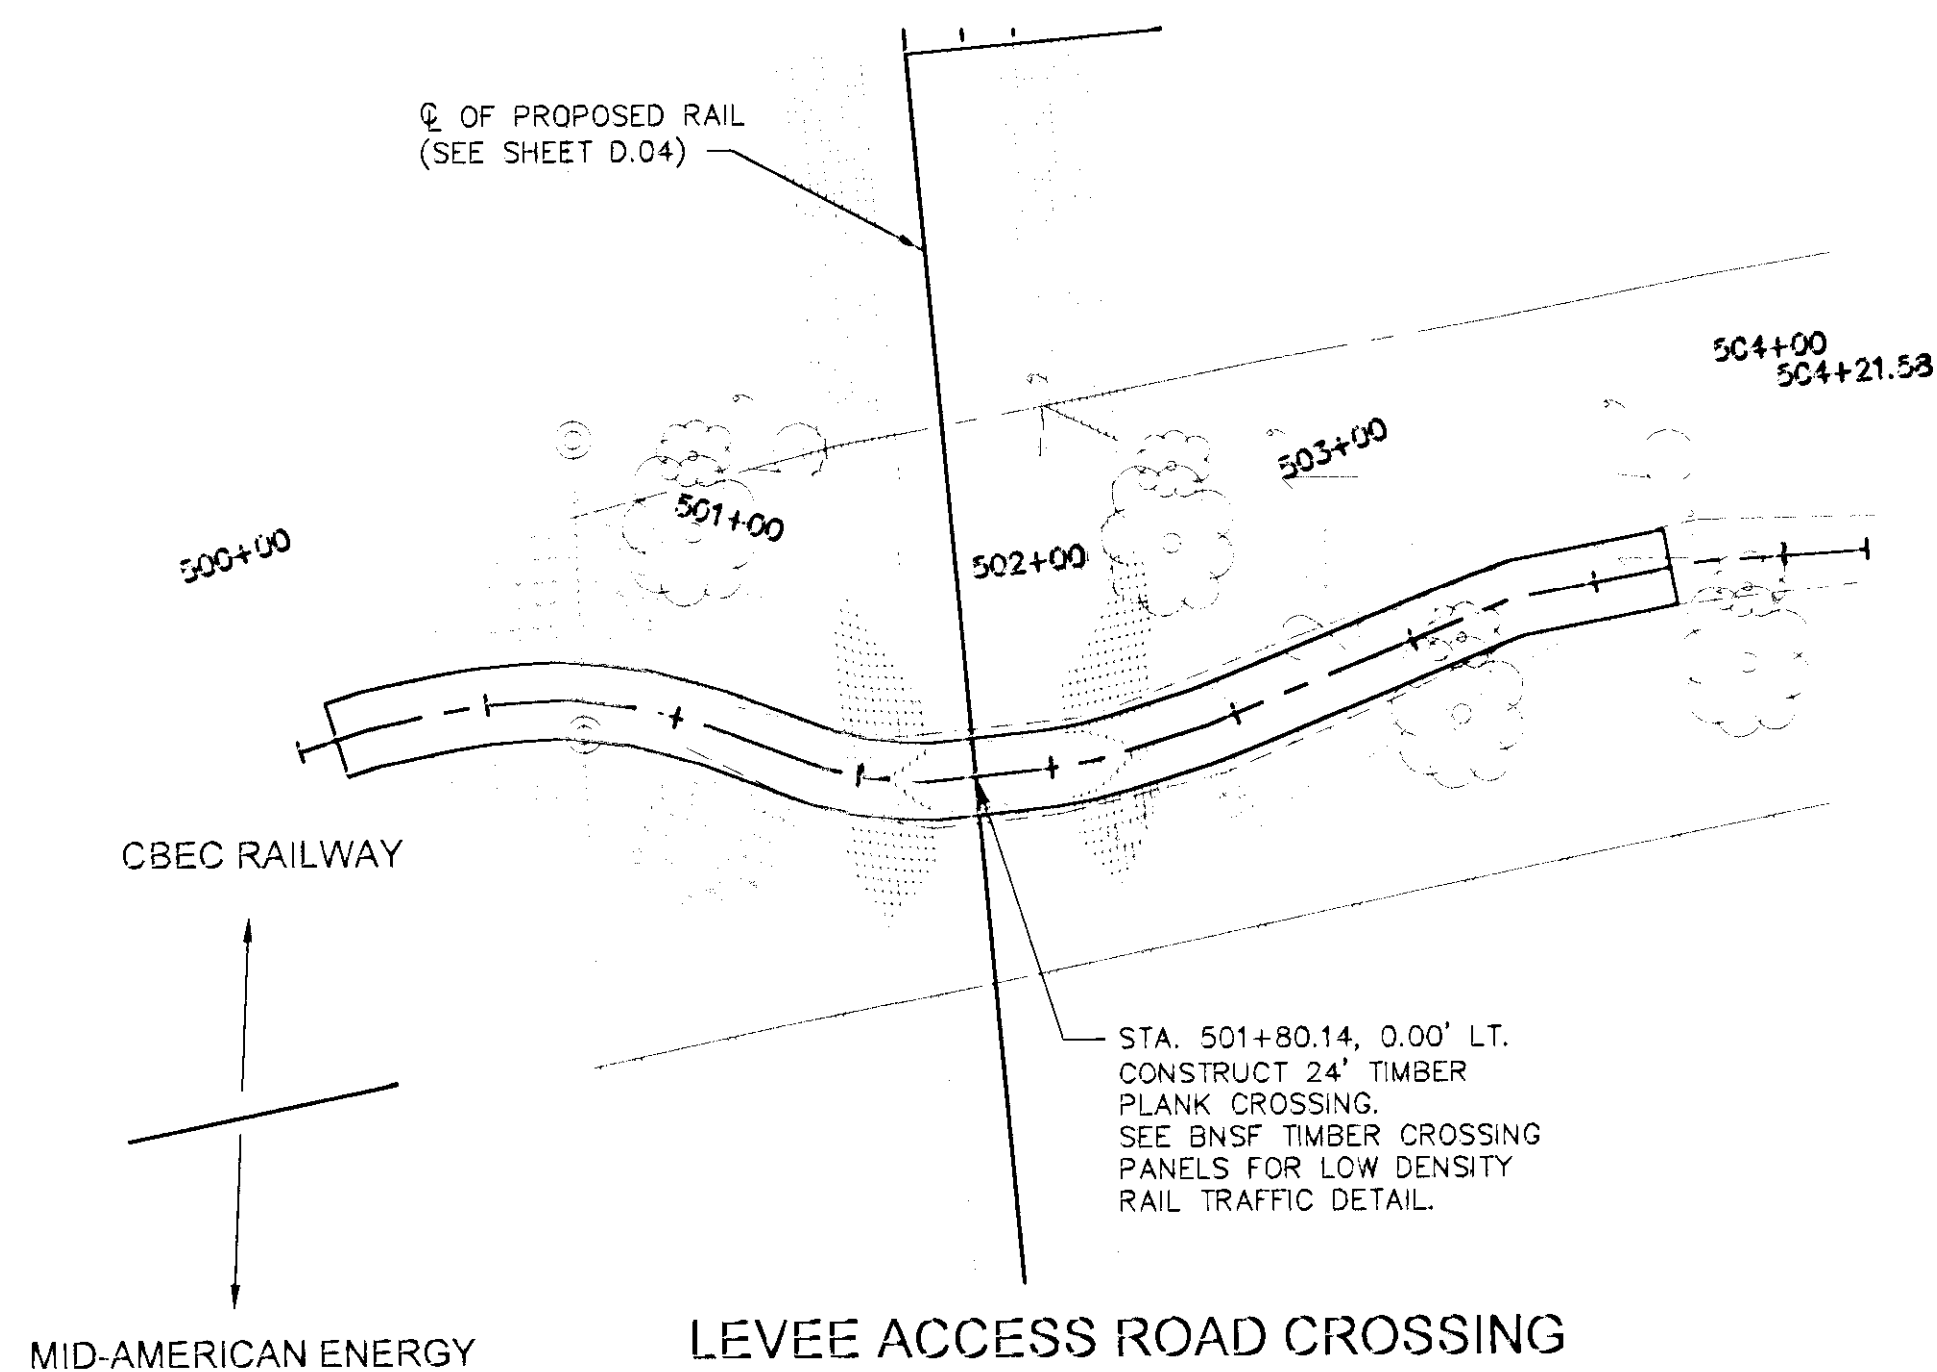 ℄ OF PROPOSED RAIL
(SEE SHEET D.04)
504+00
504+21.58
503+00
501+00
500+00
502+00
CBEC RAILWAY
STA. 501+80.14, 0.00' LT.
CONSTRUCT 24' TIMBER
PLANK CROSSING.
SEE BNSF TIMBER CROSSING
PANELS FOR LOW DENSITY
RAIL TRAFFIC DETAIL.
MID-AMERICAN ENERGY
LEVEE ACCESS ROAD CROSSING